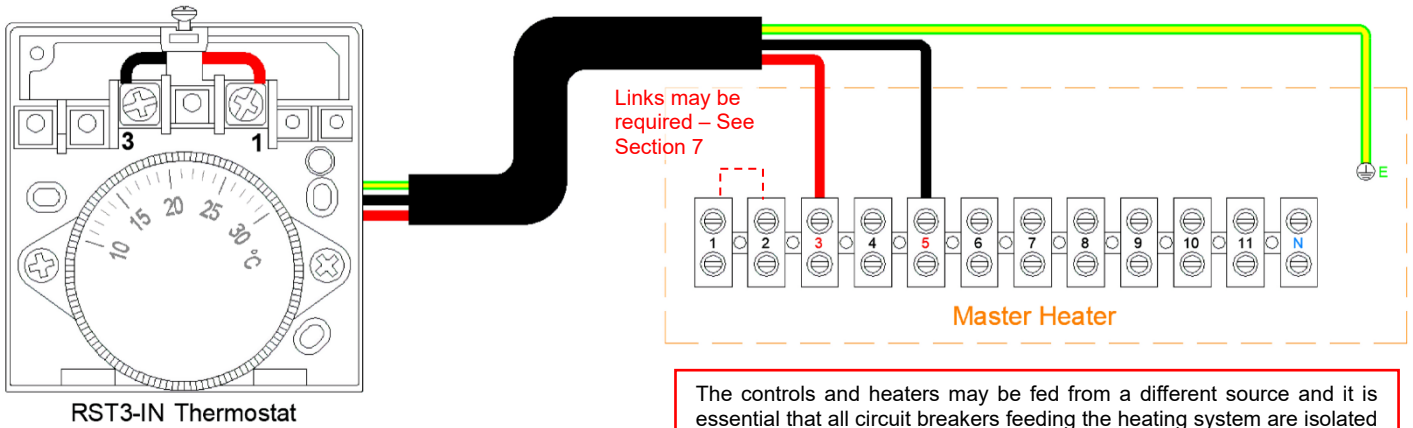 3 1
10 15 20 25 30 °C
RST3-IN Thermostat
Links may be
required – See
Section 7
E
1 2 3 4 5 6 7 8 9 10 11 N
Master Heater
The controls and heaters may be fed from a different source and it is
essential that all circuit breakers feeding the heating system are isolated